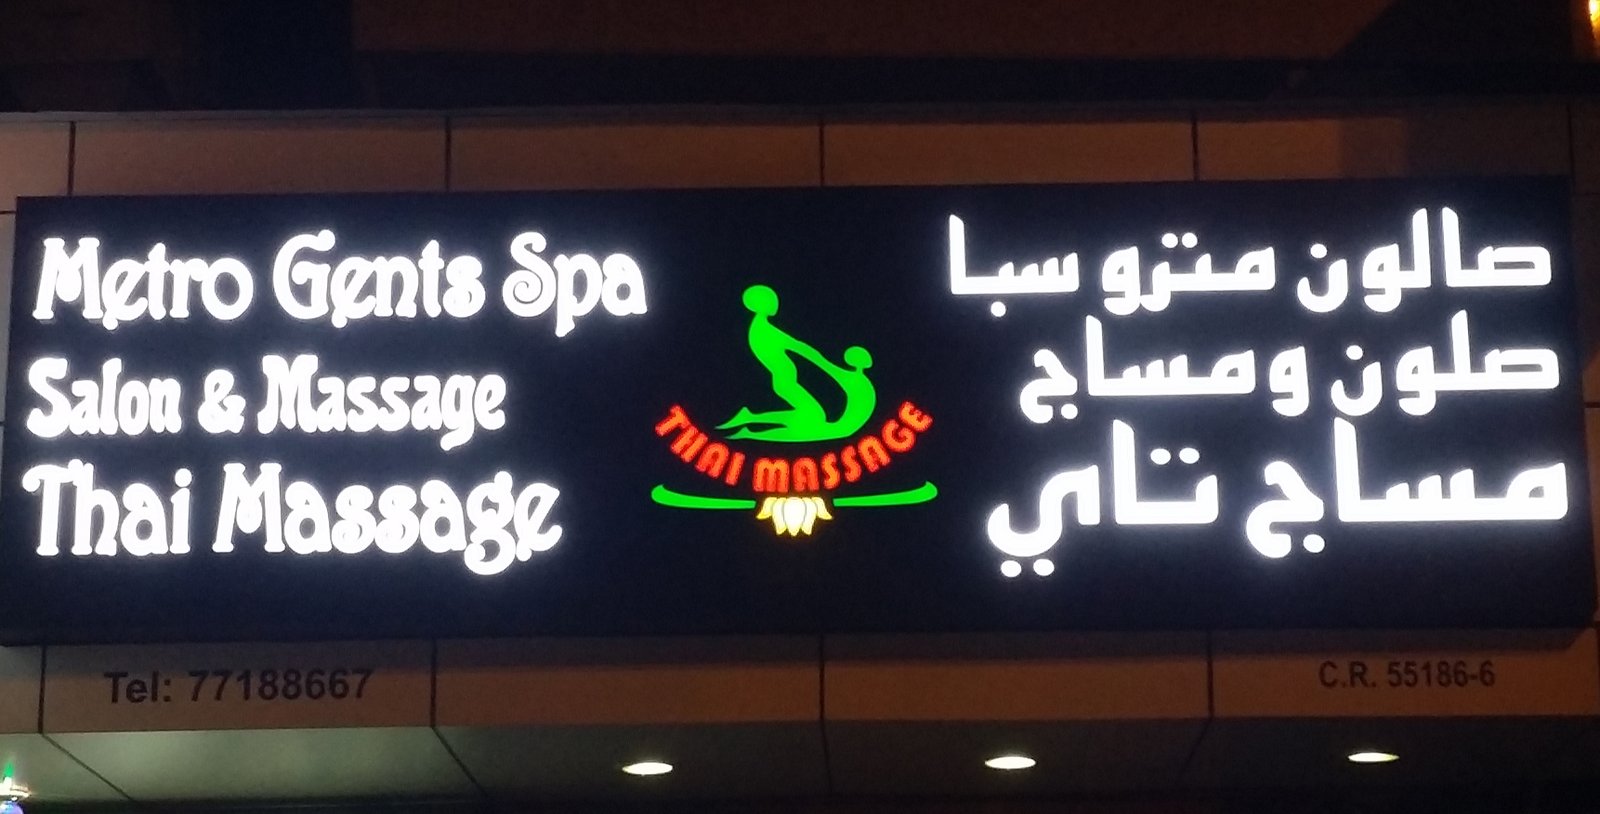 Metro Gents Spa
Salon & Massage
Thai Massage
THAI MASSAGE
صالون مترو سبا
صلون ومساج
مساج تاي
Tel: 77188667
C.R. 55186-6